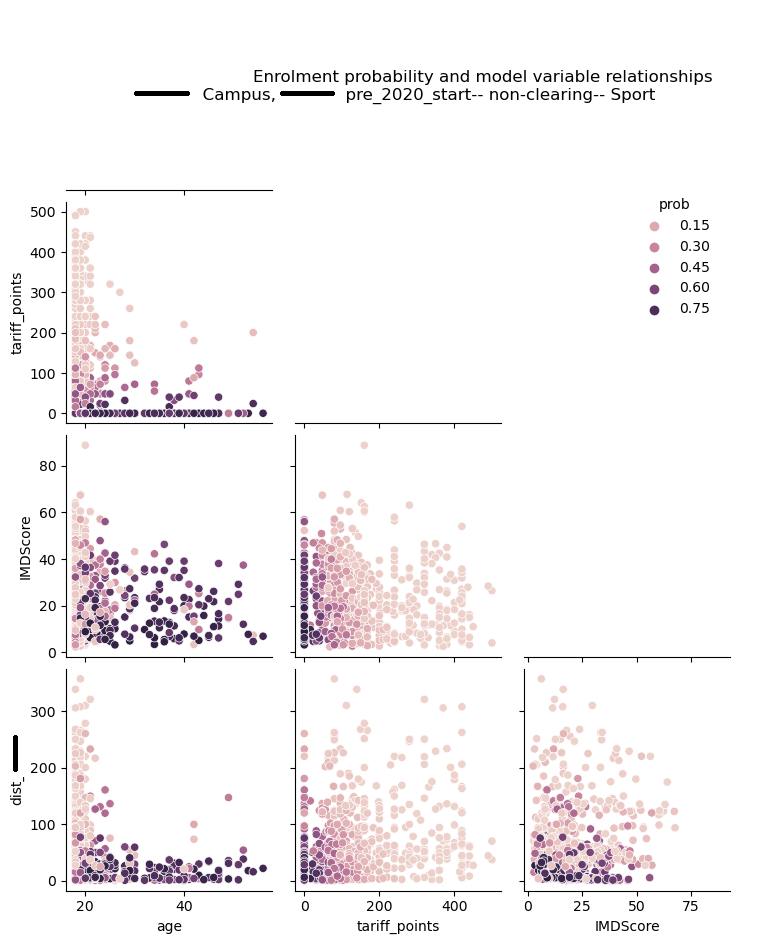 Enrolment probability and model variable relationships
Campus, pre_2020_start-- non-clearing-- Sport
prob
0.15
0.30
0.45
0.60
0.75
500
400
300
200
100
0
tariff_points
80
60
40
20
0
IMDScore
300
200
100
0
dist_
20 40
age
0 200 400
tariff_points
0 25 50 75
IMDScore